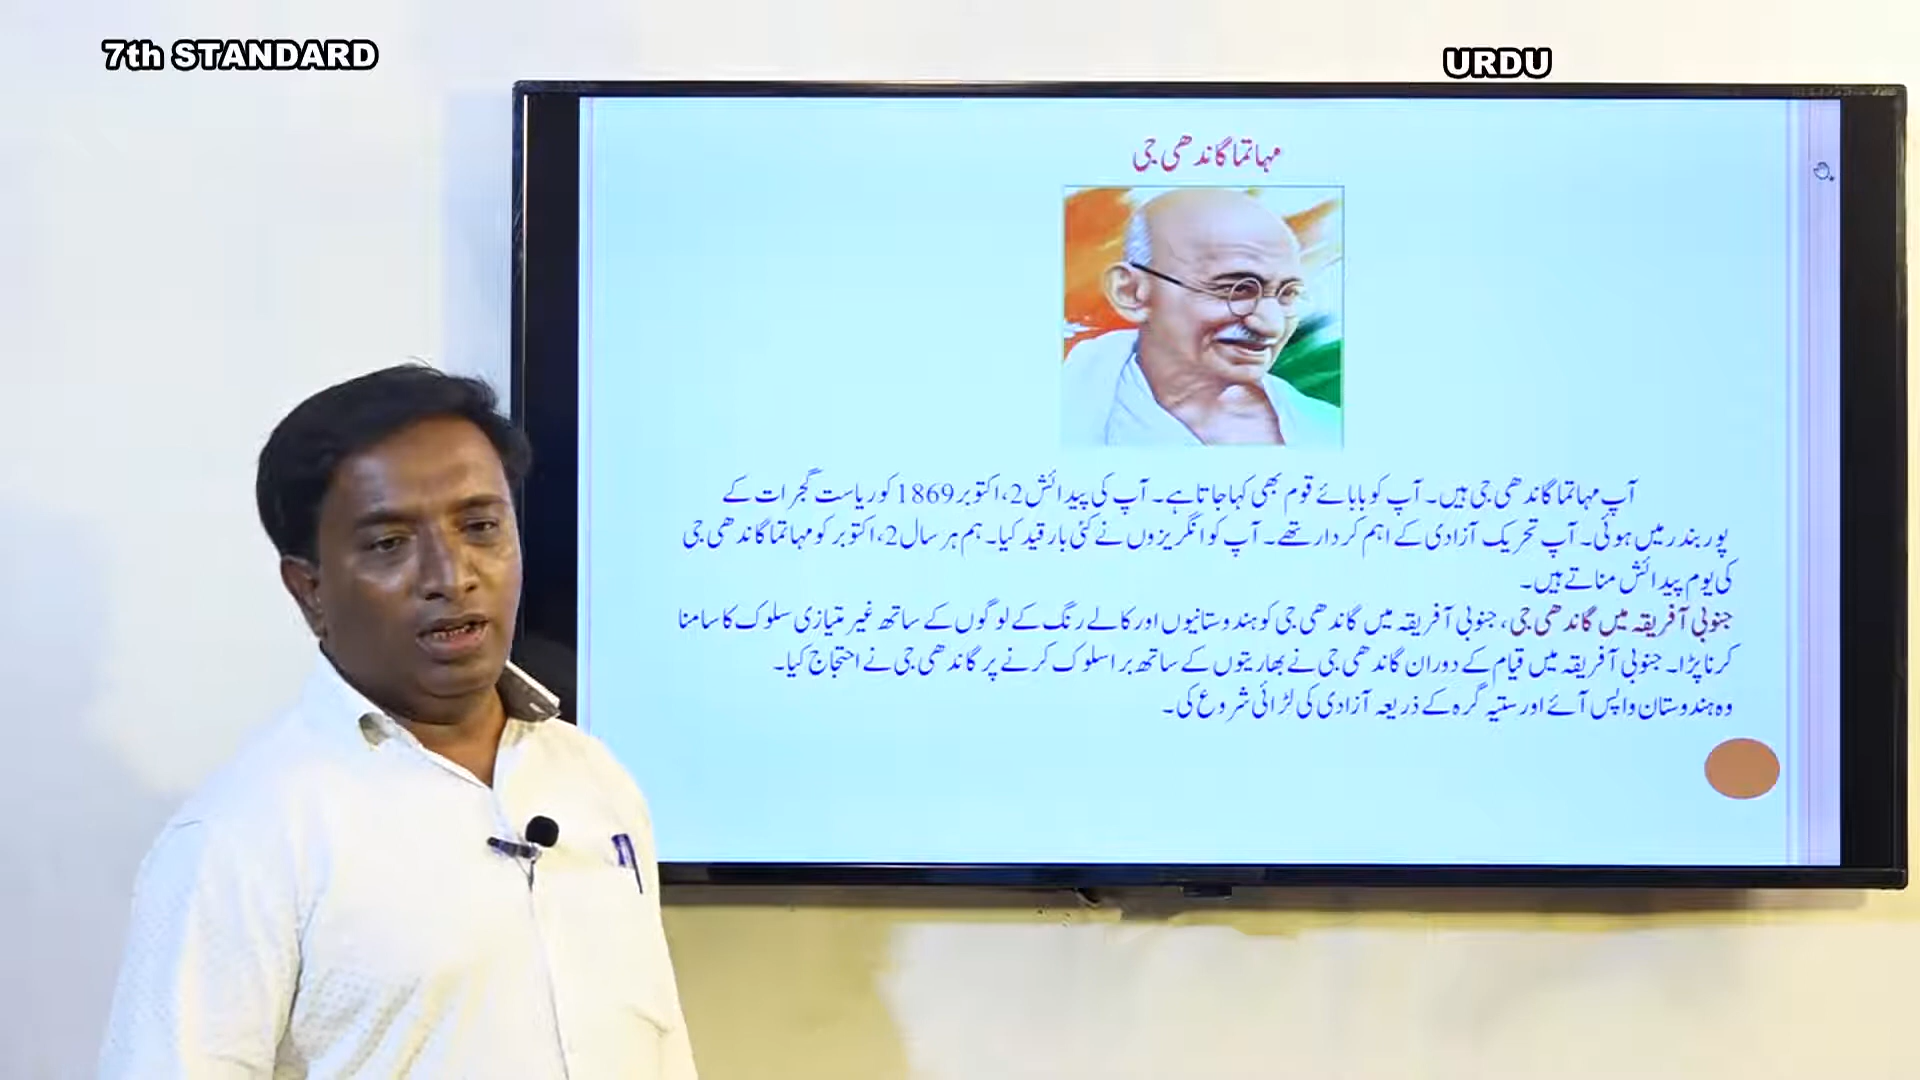 7th STANDARD
URDU
مہاتما گاندھی جی
آپ مہاتما گاندھی جی ہیں۔ آپ کو بابائے قوم بھی کہا جاتا ہے۔ آپ کی پیدائش 2، اکتوبر 1869 کو ریاست گجرات کے
پور بندر میں ہوئی۔ آپ تحریک آزادی کے اہم کردار تھے۔ آپ کو انگریزوں نے کئی بار قید کیا۔ ہم ہر سال 2، اکتوبر کو مہاتما گاندھی جی
کی یوم پیدائش مناتے ہیں۔
جنوبی آفریقہ میں گاندھی جی، جنوبی آفریقہ میں گاندھی جی کو ہندوستانیوں اور کالے رنگ کے لوگوں کے ساتھ غیر متیازی سلوک کا سامنا
کرنا پڑا۔ جنوبی آفریقہ میں قیام کے دوران گاندھی جی نے بھارتیوں کے ساتھ برا سلوک کرنے پر گاندھی جی نے احتجاج کیا۔
وہ ہندوستان واپس آئے اور ستیہ گرہ کے ذریعہ آزادی کی لڑائی شروع کی۔